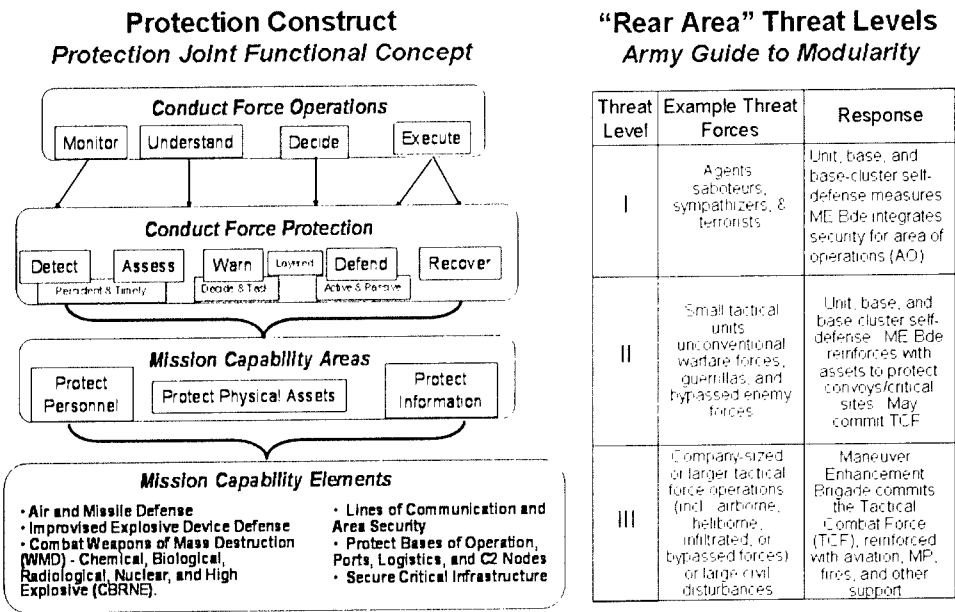 Protection Construct
Protection Joint Functional Concept
Conduct Force Operations
Monitor
Understand
Decide
Execute
Conduct Force Protection
Detect
Assess
Warn
Layered
Defend
Recover
Persistent & Timely
Decide & Task
Active & Passive
Mission Capability Areas
Protect
Personnel
Protect Physical Assets
Protect
Information
Mission Capability Elements
• Air and Missile Defense
• Improvised Explosive Device Defense
• Combat Weapons of Mass Destruction
(WMD) - Chemical, Biological,
Radiological, Nuclear, and High
Explosive (CBRNE).
• Lines of Communication and
Area Security
• Protect Bases of Operation,
Ports, Logistics, and C2 Nodes
• Secure Critical Infrastructure
"Rear Area" Threat Levels
Army Guide to Modularity
Threat
Level
Example Threat
Forces
Response
I
Agents
saboteurs,
sympathizers, &
terrorists
Unit, base, and
base-cluster self-
defense measures
ME Bde integrates
security for area of
operations (AO)
II
Small tactical
units
unconventional
warfare forces,
guerrillas, and
bypassed enemy
forces
Unit, base, and
base cluster self-
defense ME Bde
reinforces with
assets to protect
convoys/critical
sites May
commit TCF
III
Company-sized
or larger tactical
force operations
(incl. airborne,
heliborne,
infiltrated, or
bypassed forces)
or large civil
disturbances
Maneuver
Enhancement
Brigade commits
the Tactical
Combat Force
(TCF), reinforced
with aviation, MP,
fires, and other
support